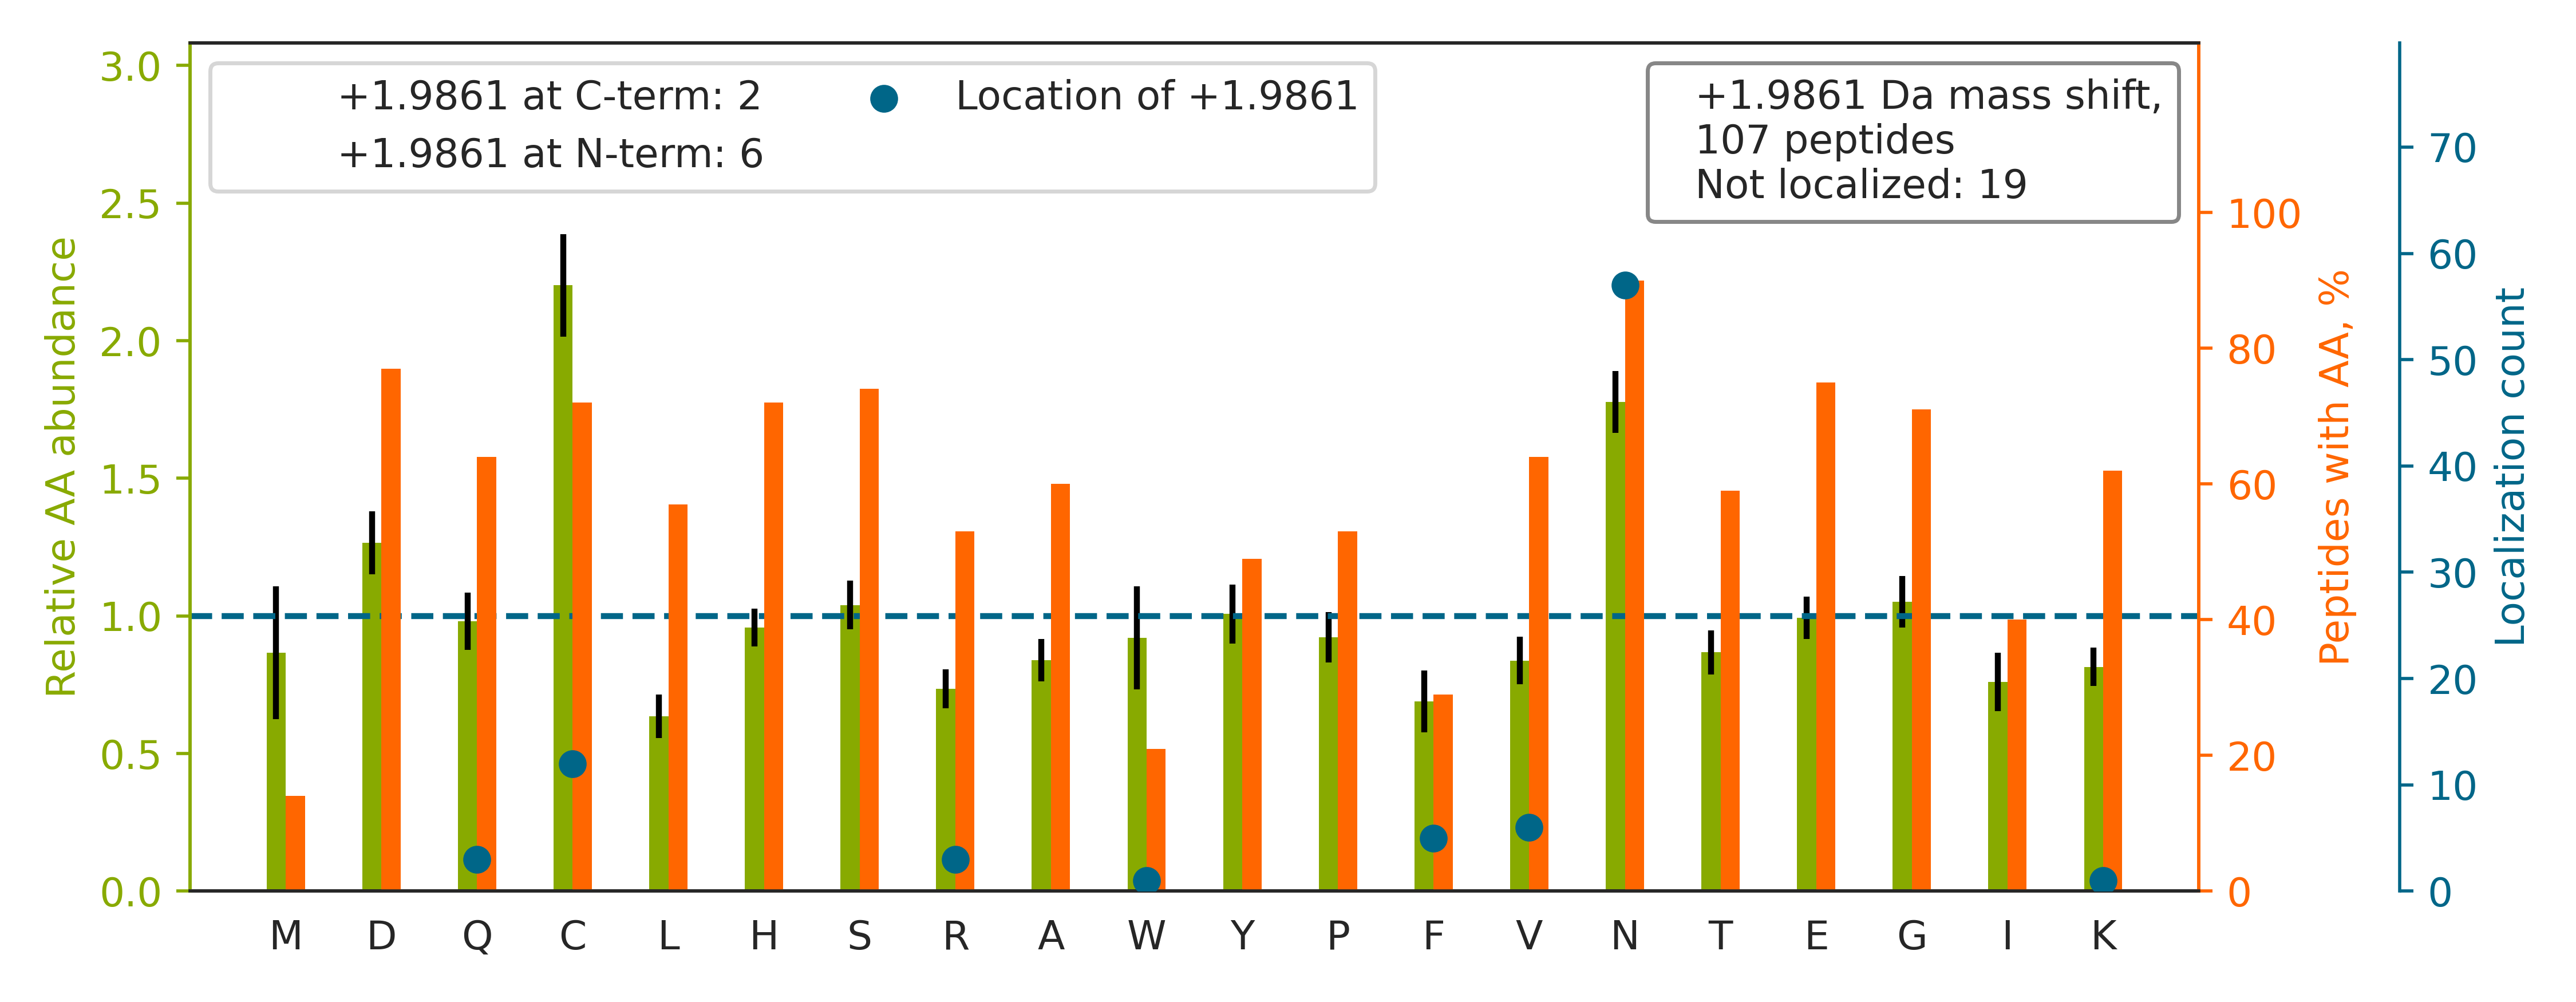 +1.9861 at C-term: 2
+1.9861 at N-term: 6
Location of +1.9861
+1.9861 Da mass shift,
107 peptides
Not localized: 19
Relative AA abundance
3.0
2.5
2.0
1.5
1.0
0.5
0.0
M D Q C L H S R A W Y P F V N T E G I K
100
80
60
40
20
0
Peptides with AA, %
70
60
50
40
30
20
10
0
Localization count